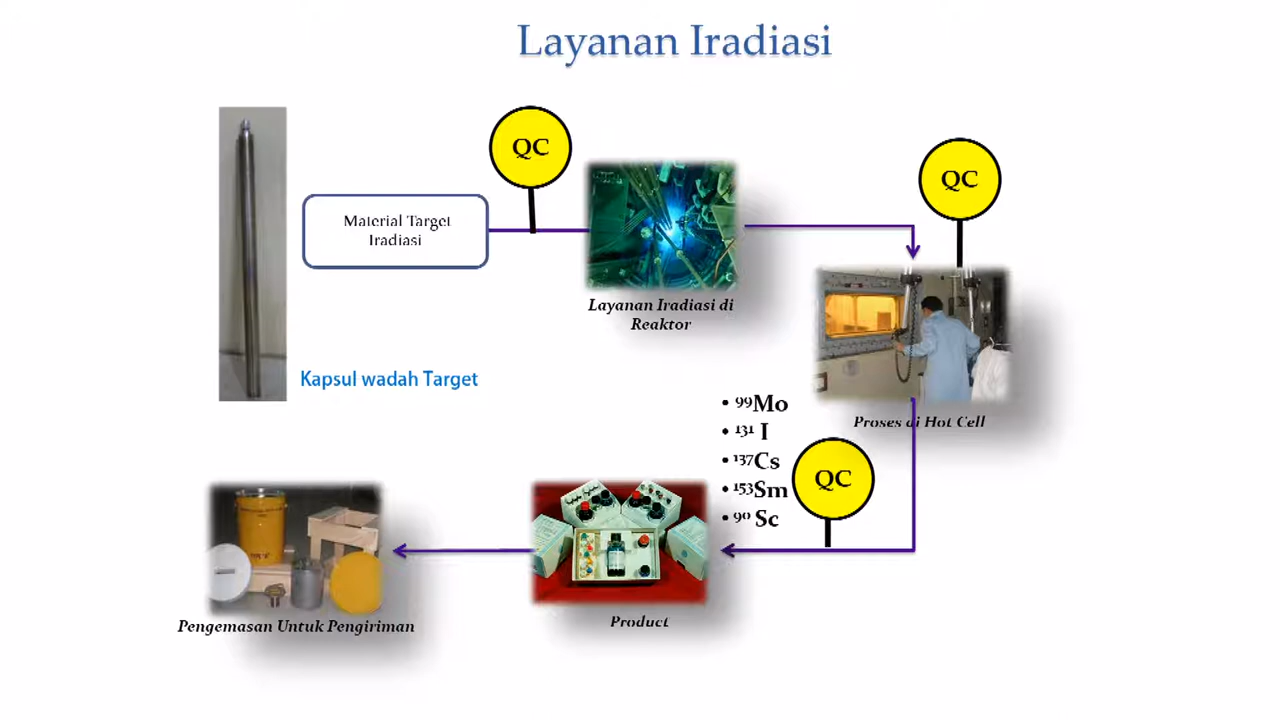 Layanan Iradiasi
QC
QC
Material Target
Iradiasi
Layanan Iradiasi di
Reaktor
Kapsul wadah Target
Proses di Hot Cell
• ⁹⁹Mo
• ¹³¹ I
• ¹³⁷Cs
• ¹⁵³Sm
• ⁹⁰ Sc
QC
Product
Pengemasan Untuk Pengiriman